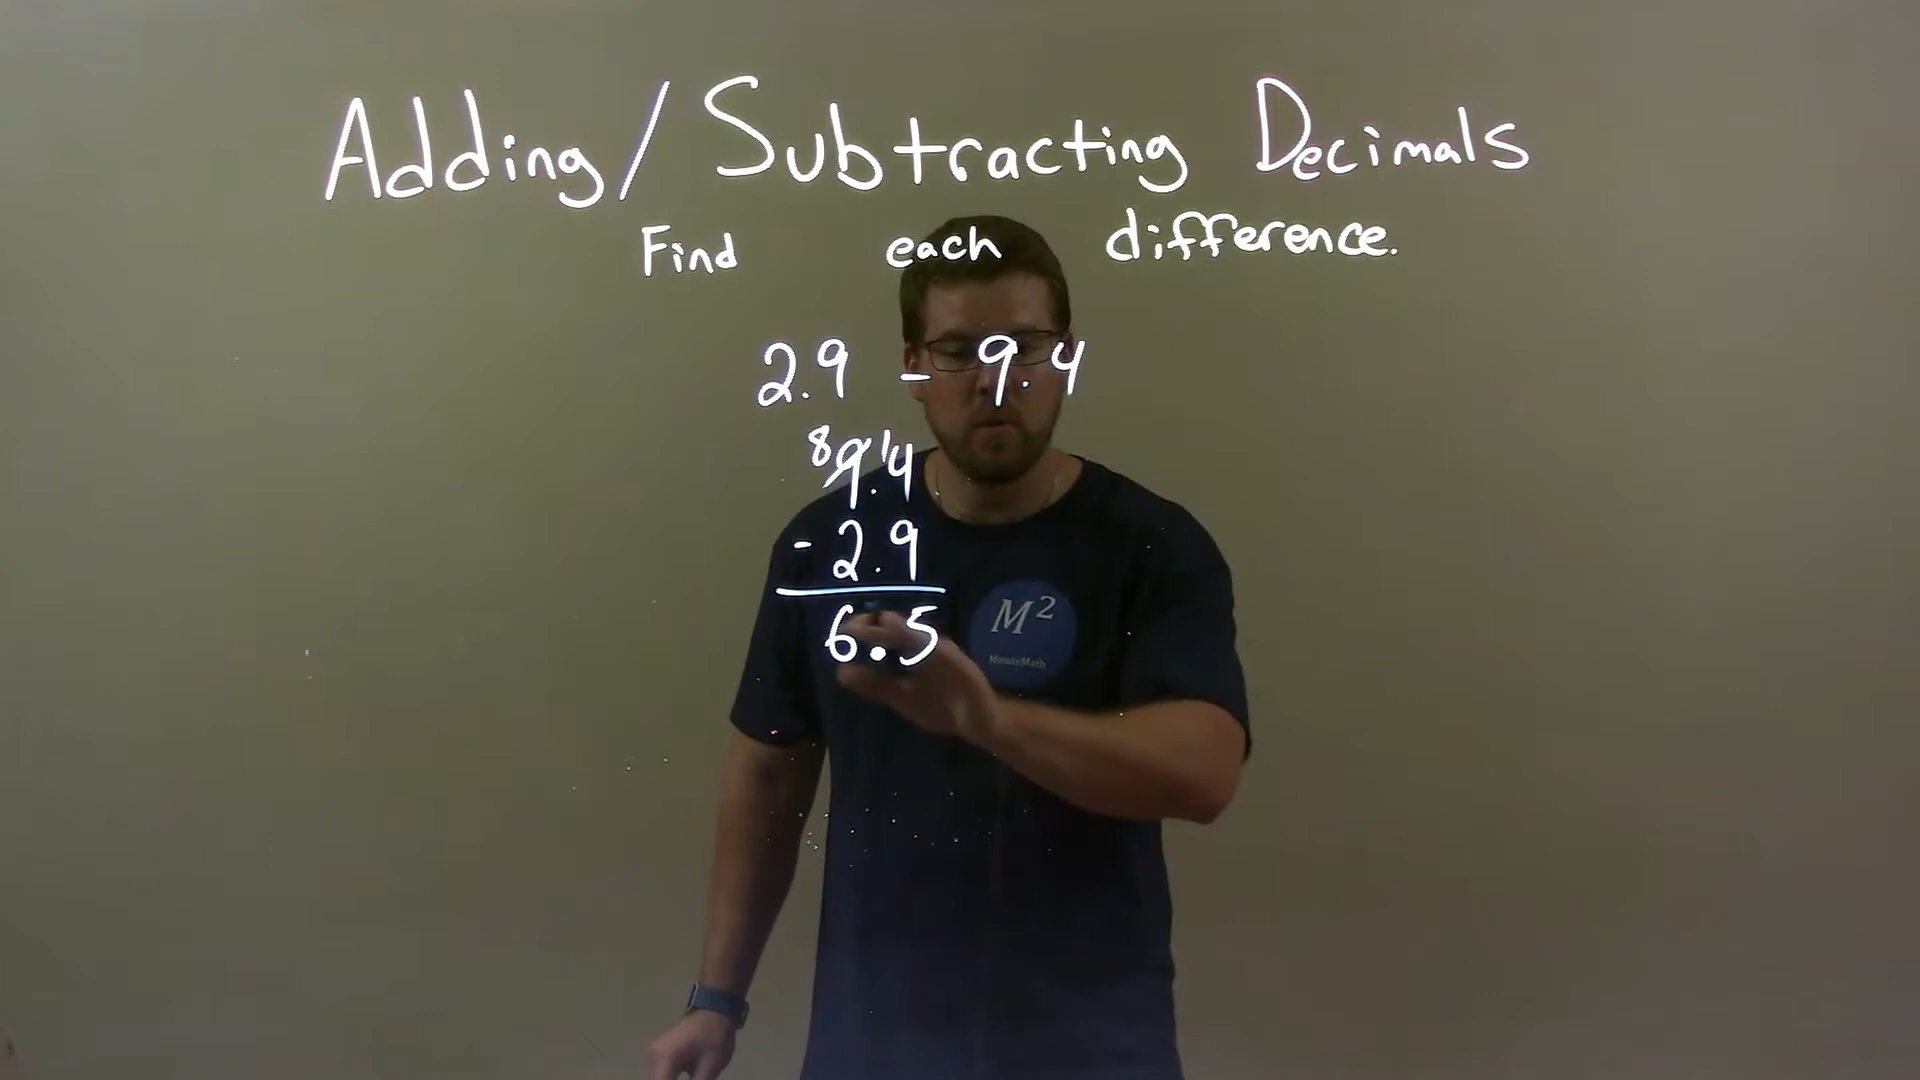 Adding/Subtracting Decimals
Find each difference.
2.9 - 9.4
8 9.14
- 2.9
6.5
M²
MinuteMath